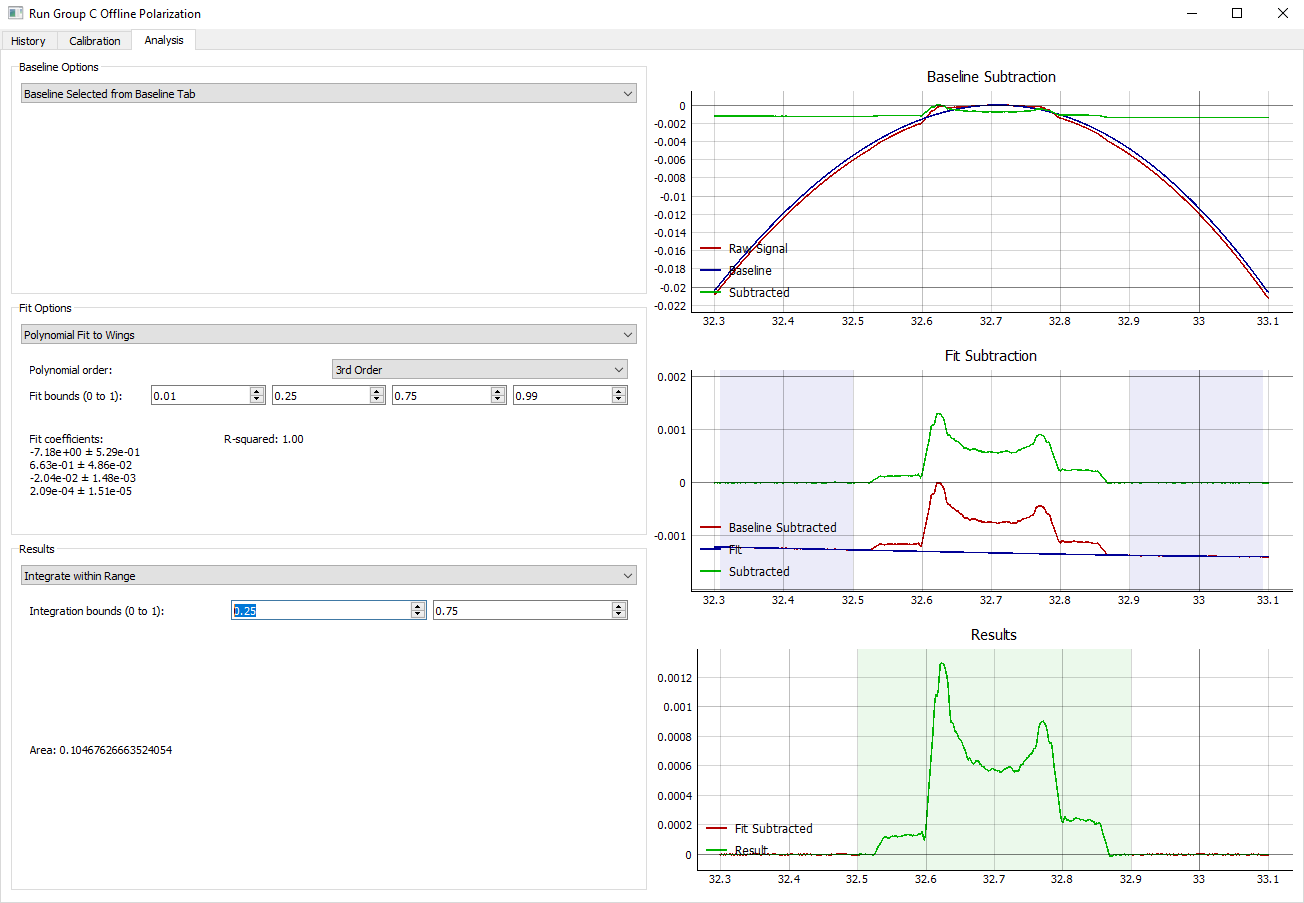 Run Group C Offline Polarization
History
Calibration
Analysis
Baseline Options
Baseline Selected from Baseline Tab
Fit Options
Polynomial Fit to Wings
Polynomial order:
3rd Order
Fit bounds (0 to 1):
0.01
0.25
0.75
0.99
Fit coefficients:
R-squared: 1.00
-7.18e+00 ± 5.29e-01
6.63e-01 ± 4.86e-02
-2.04e-02 ± 1.48e-03
2.09e-04 ± 1.51e-05
Results
Integrate within Range
Integration bounds (0 to 1):
0.25
0.75
Area: 0.10467626663524054
Baseline Subtraction
0
-0.002
-0.004
-0.006
-0.008
-0.01
-0.012
-0.014
-0.016
-0.018
-0.02
-0.022
Raw Signal
Baseline
Subtracted
32.3 32.4 32.5 32.6 32.7 32.8 32.9 33 33.1
Fit Subtraction
0.002
0.001
0
-0.001
Baseline Subtracted
Fit
Subtracted
32.3 32.4 32.5 32.6 32.7 32.8 32.9 33 33.1
Results
0.0012
0.001
0.0008
0.0006
0.0004
0.0002
0
Fit Subtracted
Result
32.3 32.4 32.5 32.6 32.7 32.8 32.9 33 33.1